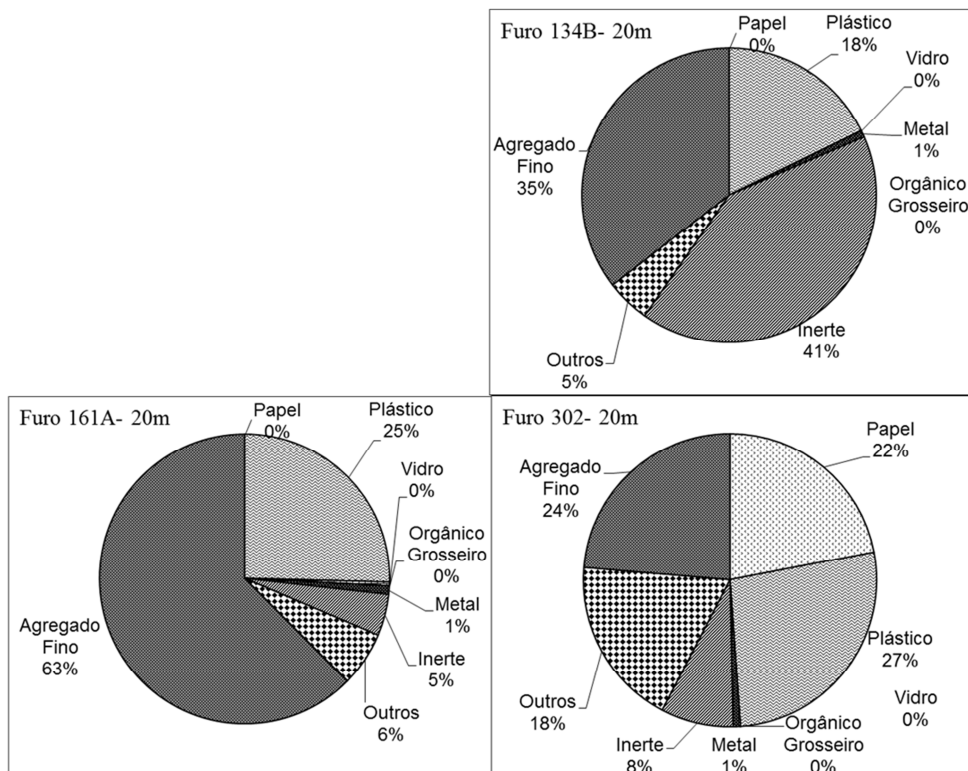 Furo 134B- 20m
Papel
0%
Plástico
18%
Vidro
0%
Metal
1%
Orgânico
Grosseiro
0%
Inerte
41%
Outros
5%
Agregado
Fino
35%
Furo 161A- 20m
Papel
0%
Plástico
25%
Vidro
0%
Orgânico
Grosseiro
0%
Metal
1%
Inerte
5%
Outros
6%
Agregado
Fino
63%
Furo 302- 20m
Papel
22%
Plástico
27%
Vidro
0%
Orgânico
Grosseiro
0%
Metal
1%
Inerte
8%
Outros
18%
Agregado
Fino
24%